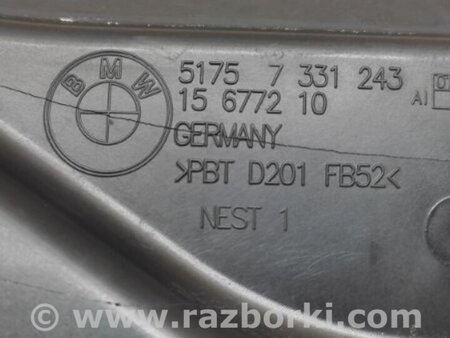 BMW
5175 7 331 243
15 6772 10
GERMANY
>PBT D201 FB52<
NEST 1
www.razborki.com